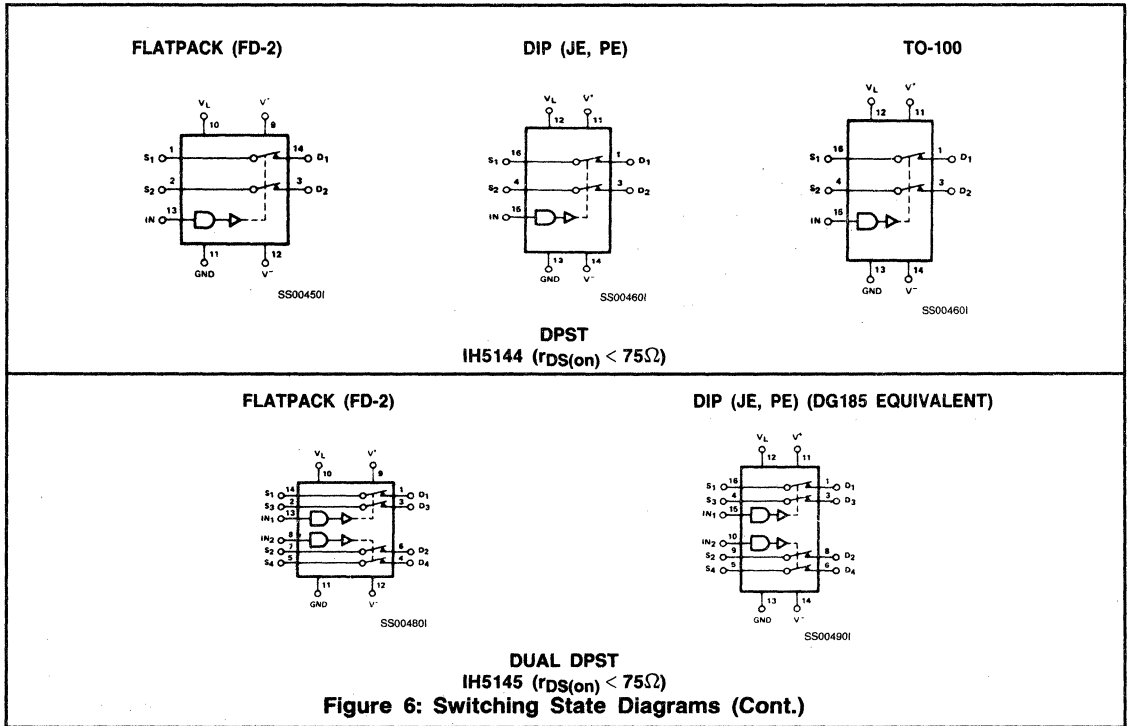 FLATPACK (FD-2)
DIP (JE, PE)
TO-100
VL V+
10 9
S1 1 14 D1
S2 2 3 D2
IN 13
11 12
GND V-
SS00450I
VL V+
12 11
S1 16 1 D1
S2 4 3 D2
IN 15
13 14
GND V-
SS00460I
VL V+
12 11
S1 16 1 D1
S2 4 3 D2
IN 15
13 14
GND V-
SS00460I
DPST
IH5144 (rDS(on) < 75Ω)
FLATPACK (FD-2)
DIP (JE, PE) (DG185 EQUIVALENT)
VL V+
10 9
S1 14 1 D1
S3 2 3 D3
IN1 13
IN2 8
S2 7 6 D2
S4 5 4 D4
11 12
GND V-
SS00480I
VL V+
12 11
S1 16 1 D1
S3 4 3 D3
IN1 15
IN2 10
S2 9 8 D2
S4 5 6 D4
13 14
GND V-
SS00490I
DUAL DPST
IH5145 (rDS(on) < 75Ω)
Figure 6: Switching State Diagrams (Cont.)